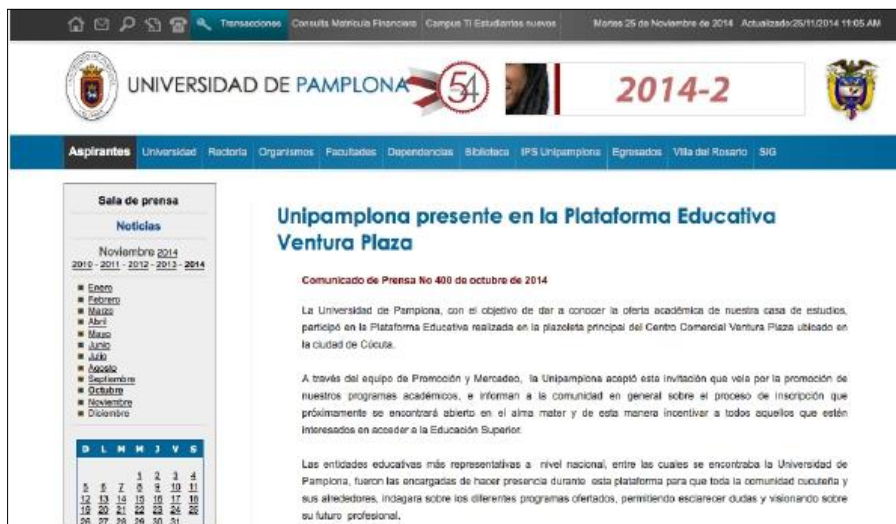 Transacciones Consulta Matricula Financiera Campus TI Estudiantes nuevos Martes 25 de Noviembre de 2014 Actualizado:25/11/2014 11:05 AM
UNIVERSIDAD DE PAMPLONA 54 2014-2
Aspirantes Universidad Rectoría Organismos Facultades Dependencias Biblioteca IPS Unipamplona Egresados Villa del Rosario SIG
Sala de prensa
Noticias
Noviembre 2014
2010 - 2011 - 2012 - 2013 - 2014
Enero
Febrero
Marzo
Abril
Mayo
Junio
Julio
Agosto
Septiembre
Octubre
Noviembre
Diciembre
D L M M J V S
1 2 3 4
5 6 7 8 9 10 11
12 13 14 15 16 17 18
19 20 21 22 23 24 25
26 27 28 29 30 31
Unipamplona presente en la Plataforma Educativa
Ventura Plaza
Comunicado de Prensa No 400 de octubre de 2014
La Universidad de Pamplona, con el objetivo de dar a conocer la oferta académica de nuestra casa de estudios,
participó en la Plataforma Educativa realizada en la plazoleta principal del Centro Comercial Ventura Plaza ubicado en
la ciudad de Cúcuta.
A través del equipo de Promoción y Mercadeo, la Unipamplona aceptó esta invitación que veía por la promoción de
nuestros programas académicos, e informan a la comunidad en general sobre el proceso de inscripción que
próximamente se encontrará abierto en el alma mater y de esta manera incentivar a todos aquellos que estén
interesados en acceder a la Educación Superior.
Las entidades educativas más representativas a nivel nacional, entre las cuales se encontraba la Universidad de
Pamplona, fueron las encargadas de hacer presencia durante esta plataforma para que toda la comunidad cucuteña y
sus alrededores, indagara sobre los diferentes programas ofertados, permitiendo esclarecer dudas y visionando sobre
su futuro profesional.